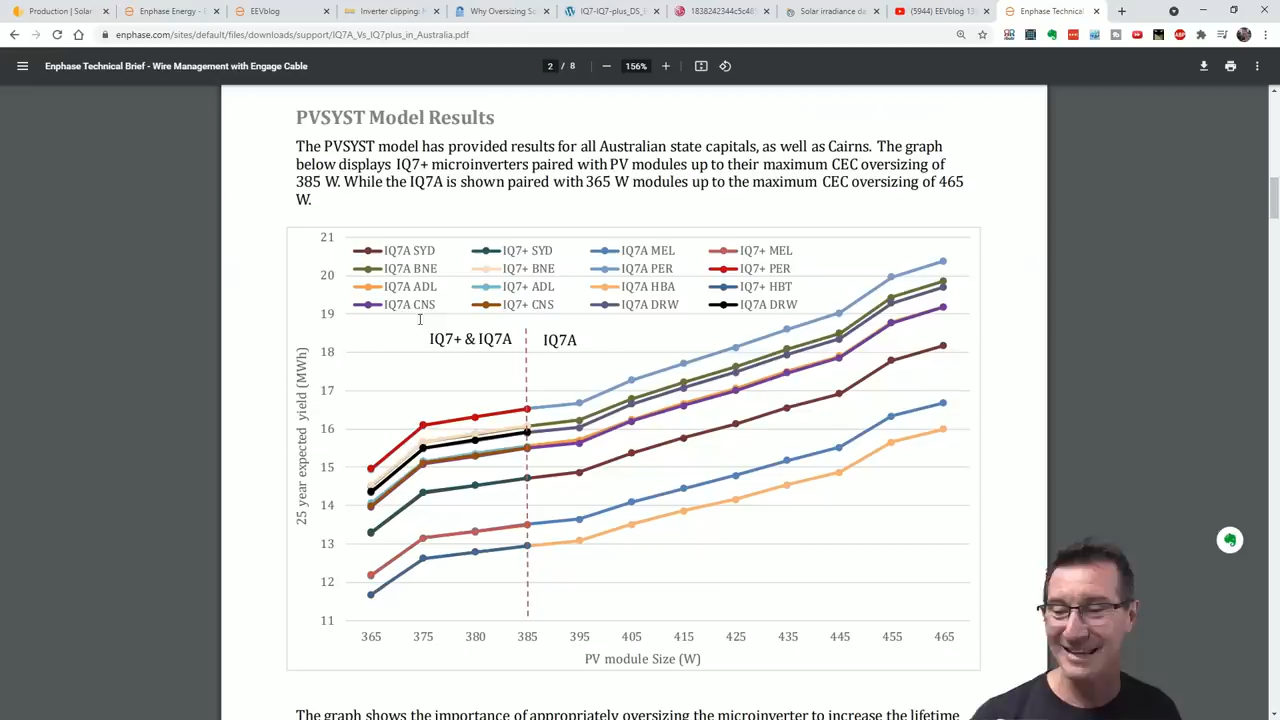 Production | Solar
Enphase Energy - E
EEVblog
Inverter clipping: 
Why Oversizing So
IQ7-IQ7-plus_DS_E
1838242344c5c48
Solar irradiance da
(5944) EEVblog 13
Enphase Technical
enphase.com/sites/default/files/downloads/support/IQ7A_Vs_IQ7plus_in_Australia.pdf
Enphase Technical Brief - Wire Management with Engage Cable
2 / 8
156%
PVSYST Model Results
The PVSYST model has provided results for all Australian state capitals, as well as Cairns. The graph
below displays IQ7+ microinverters paired with PV modules up to their maximum CEC oversizing of
385 W. While the IQ7A is shown paired with 365 W modules up to the maximum CEC oversizing of 465
W.
IQ7A SYD IQ7+ SYD IQ7A MEL IQ7+ MEL
IQ7A BNE IQ7+ BNE IQ7A PER IQ7+ PER
IQ7A ADL IQ7+ ADL IQ7A HBA IQ7+ HBT
IQ7A CNS IQ7+ CNS IQ7A DRW IQ7A DRW
IQ7+ & IQ7A IQ7A
25 year expected yield (MWh)
21
20
19
18
17
16
15
14
13
12
11
365 375 380 385 395 405 415 425 435 445 455 465
PV module Size (W)
The graph shows the importance of appropriately oversizing the microinverter to increase the lifetime